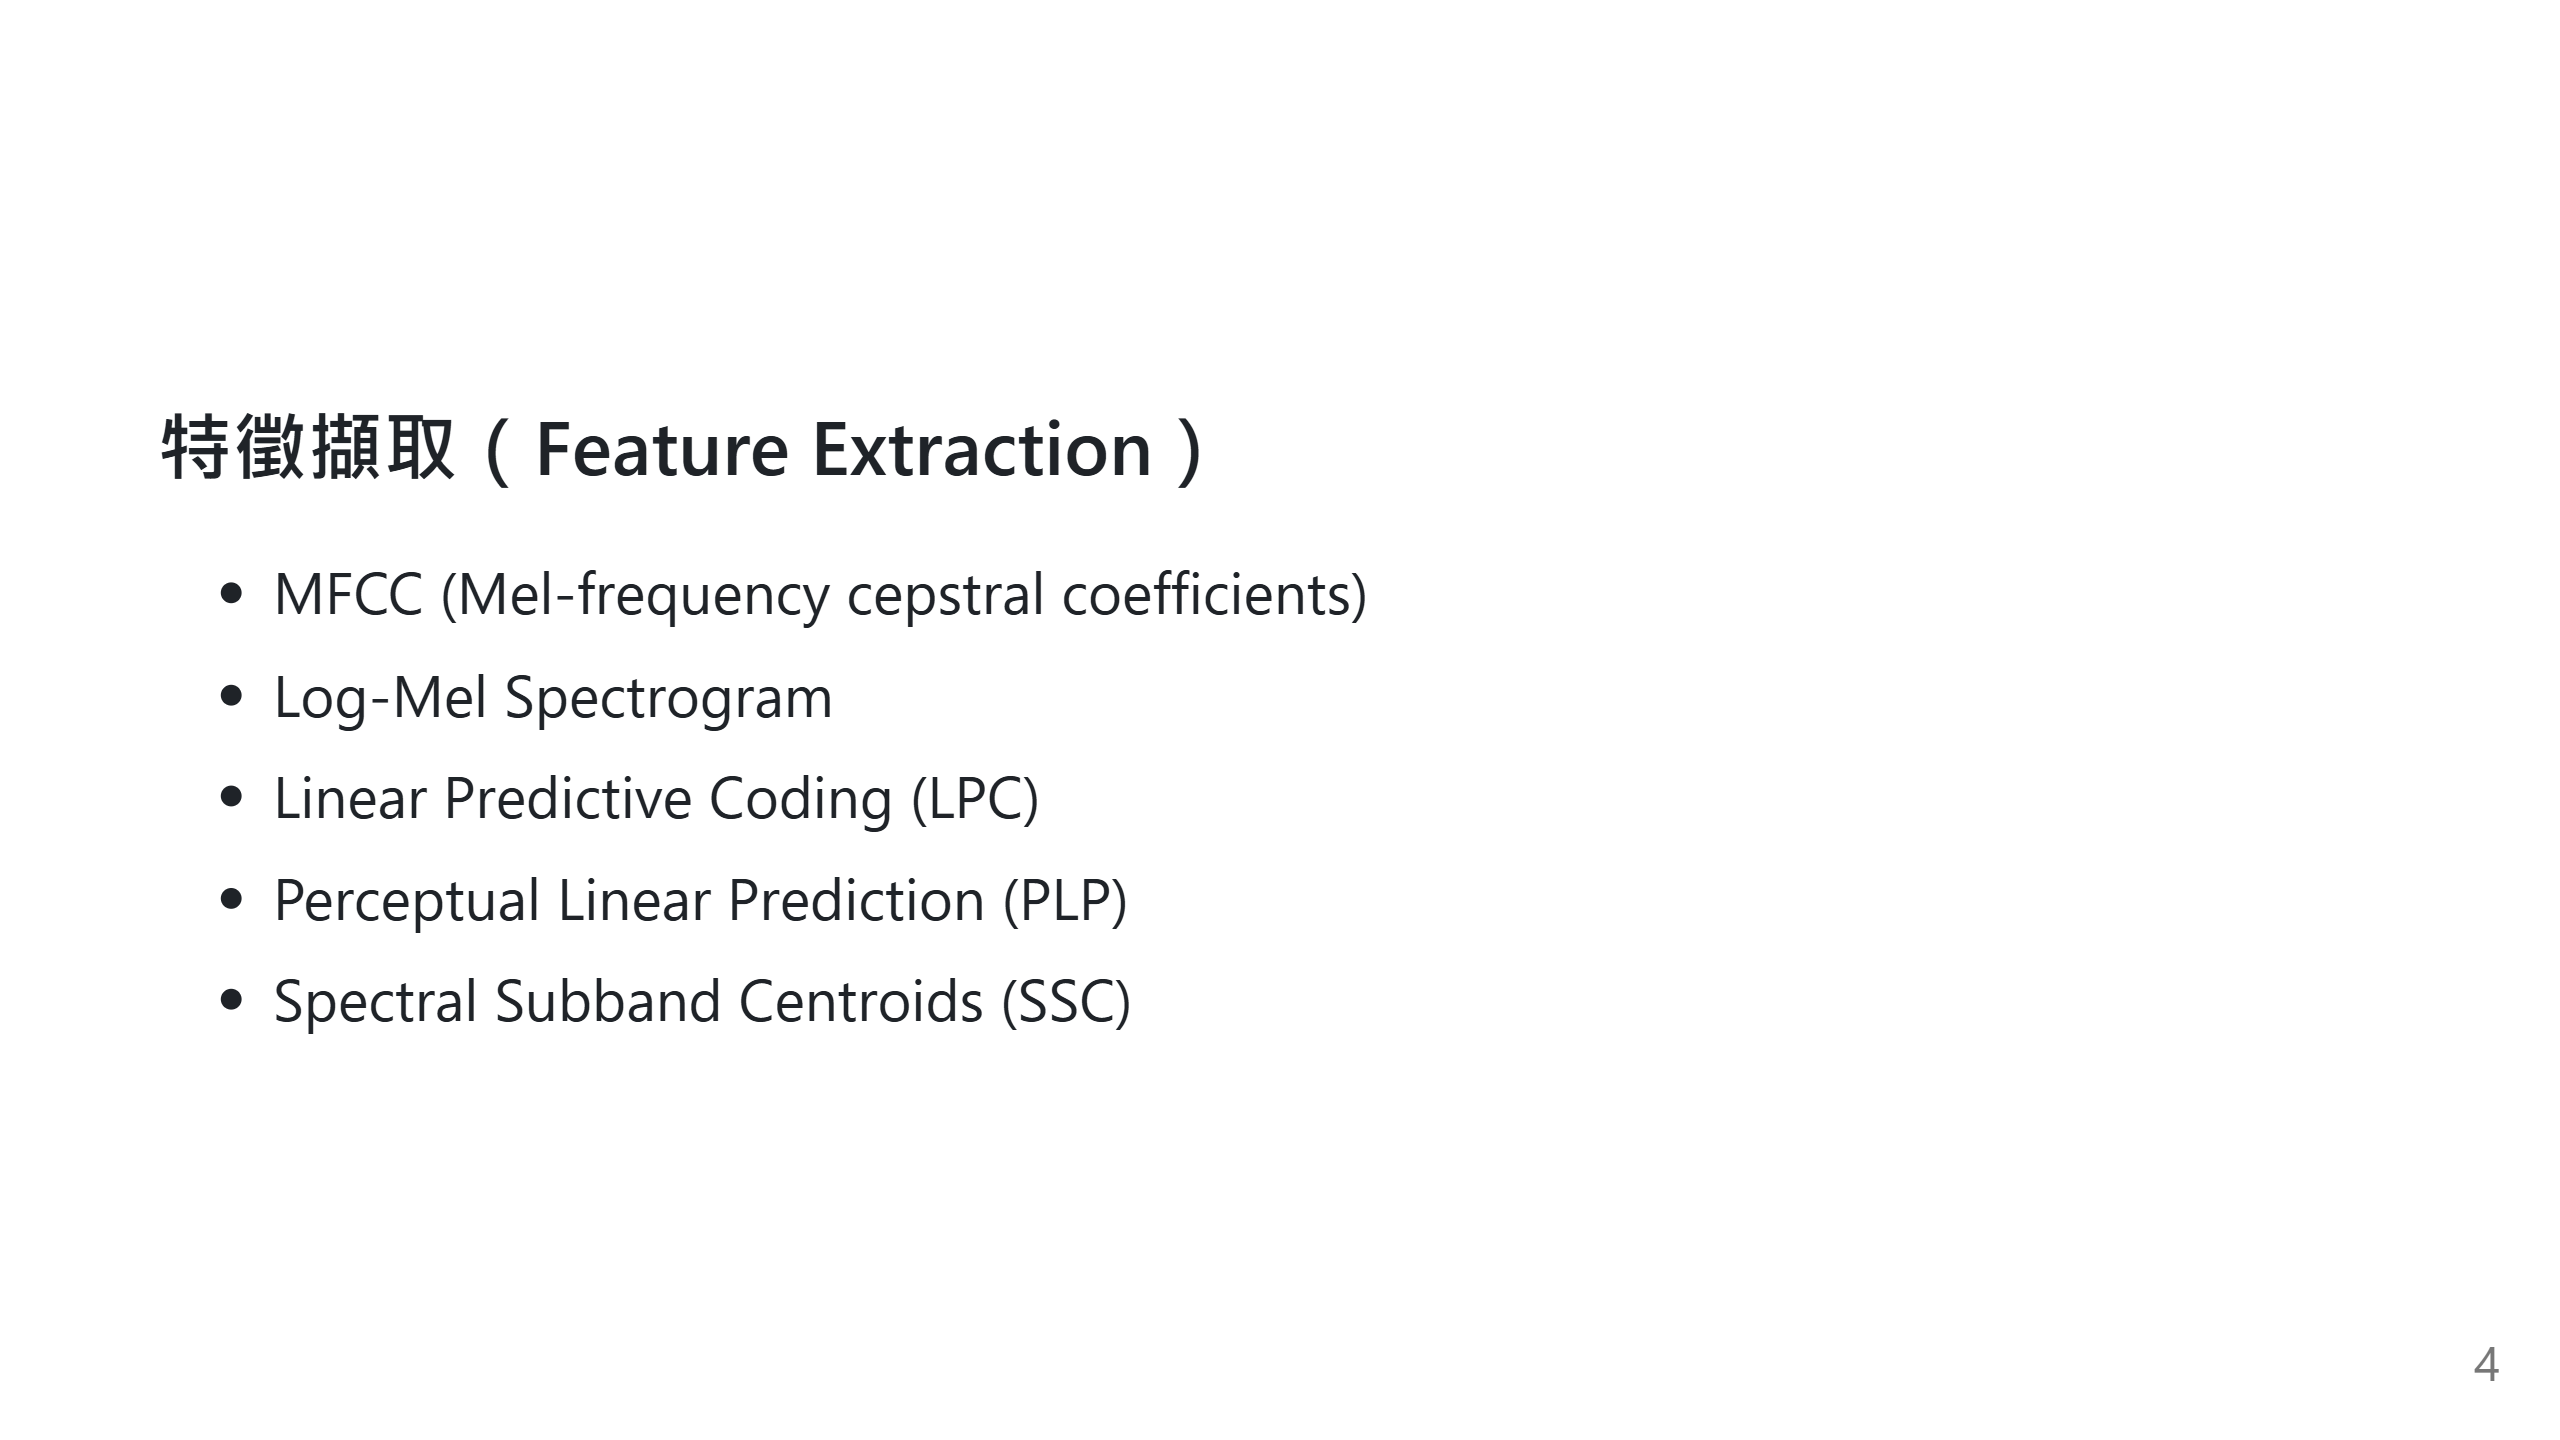 特徵擷取（Feature Extraction）
• MFCC (Mel-frequency cepstral coefficients)
• Log-Mel Spectrogram
• Linear Predictive Coding (LPC)
• Perceptual Linear Prediction (PLP)
• Spectral Subband Centroids (SSC)
4